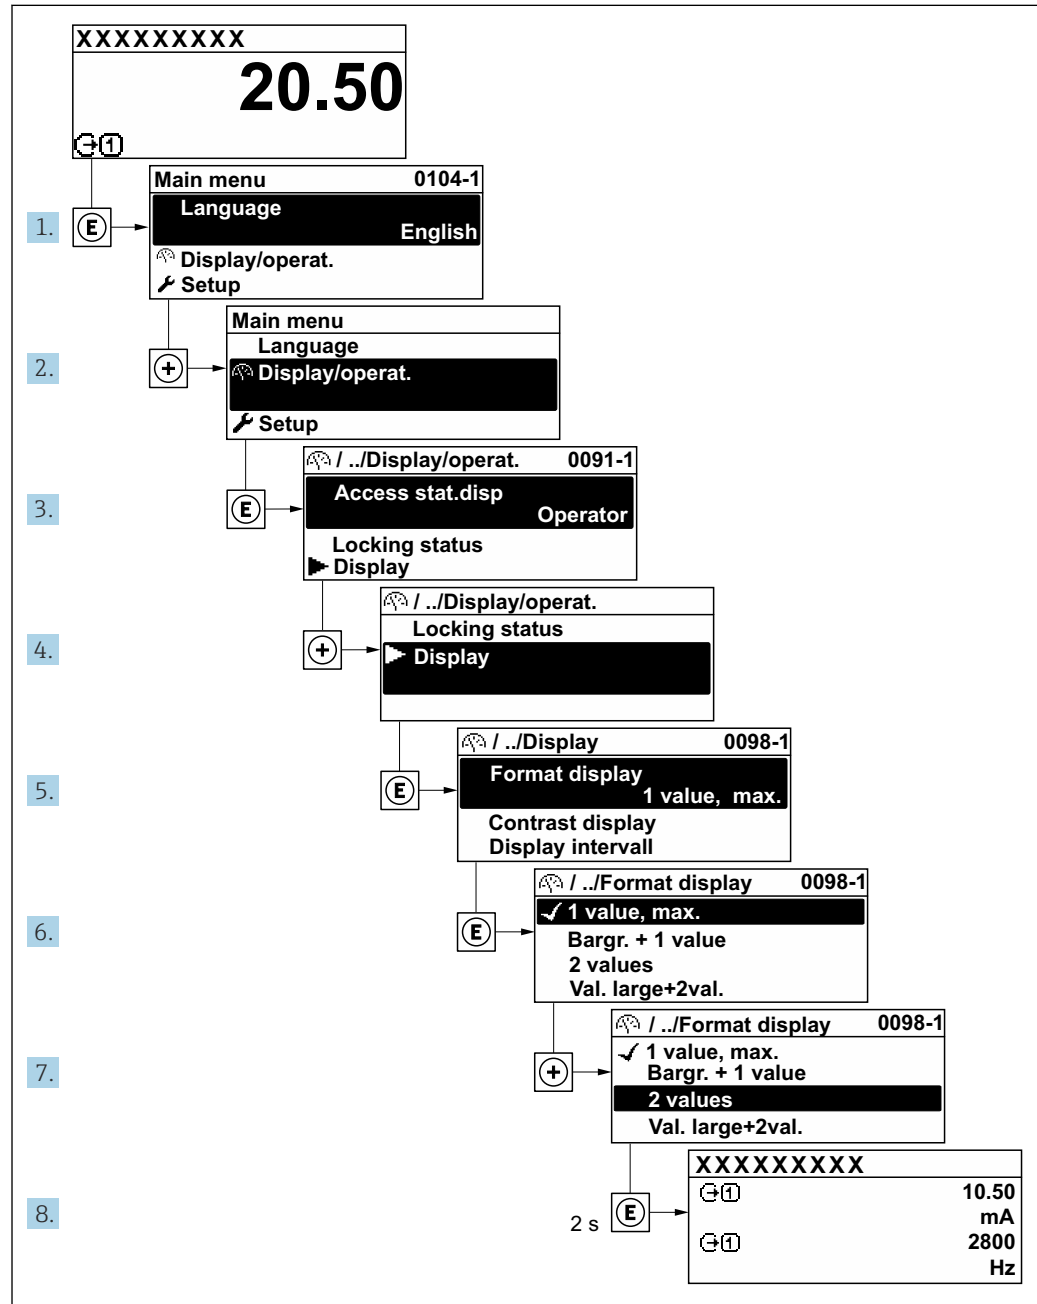 XXXXXXXXX
20.50
1
Main menu 0104-1
1. E Language
English
Display/operat.
Setup
Main menu
Language
2. + Display/operat.
Setup
/ ../Display/operat. 0091-1
3. E Access stat.disp
Operator
Locking status
Display
/ ../Display/operat.
Locking status
4. + Display
/ ../Display 0098-1
5. E Format display
1 value, max.
Contrast display
Display intervall
/ ../Format display 0098-1
6. E 1 value, max.
Bargr. + 1 value
2 values
Val. large+2val.
/ ../Format display 0098-1
7. + 1 value, max.
Bargr. + 1 value
2 values
Val. large+2val.
XXXXXXXXX
8. 2 s E 1 10.50
mA
1 2800
Hz